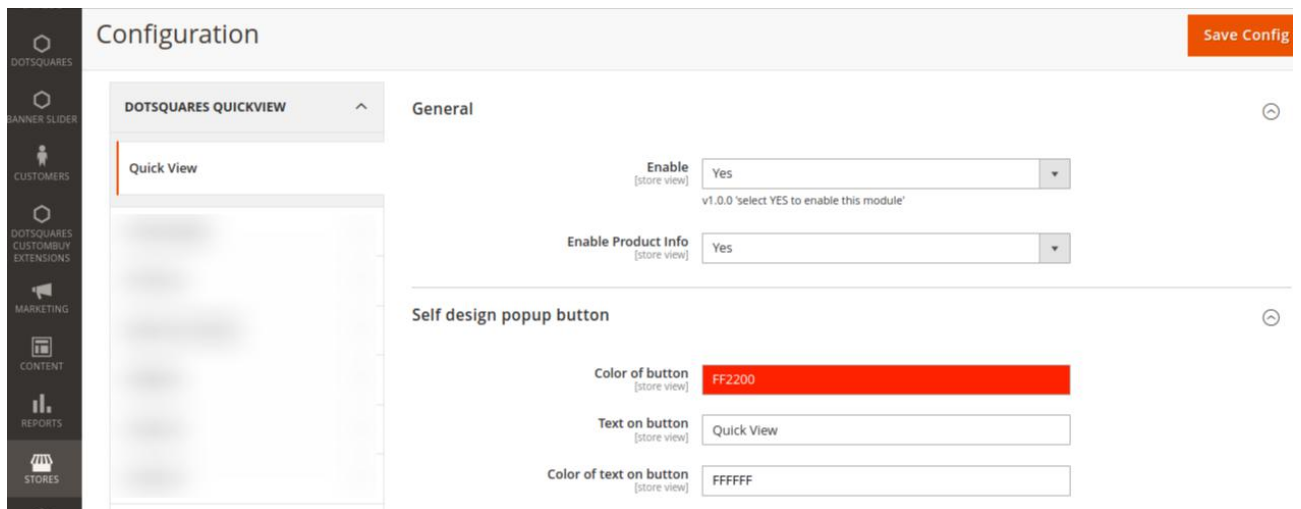 Configuration
Save Config
DOTSQUARES
BANNER SLIDER
CUSTOMERS
DOTSQUARES
CUSTOMBUY
EXTENSIONS
MARKETING
CONTENT
REPORTS
STORES
DOTSQUARES QUICKVIEW
Quick View
General
Enable
[store view]
Yes
v1.0.0 'select YES to enable this module'
Enable Product Info
[store view]
Yes
Self design popup button
Color of button
[store view]
FF2200
Text on button
[store view]
Quick View
Color of text on button
[store view]
FFFFFF